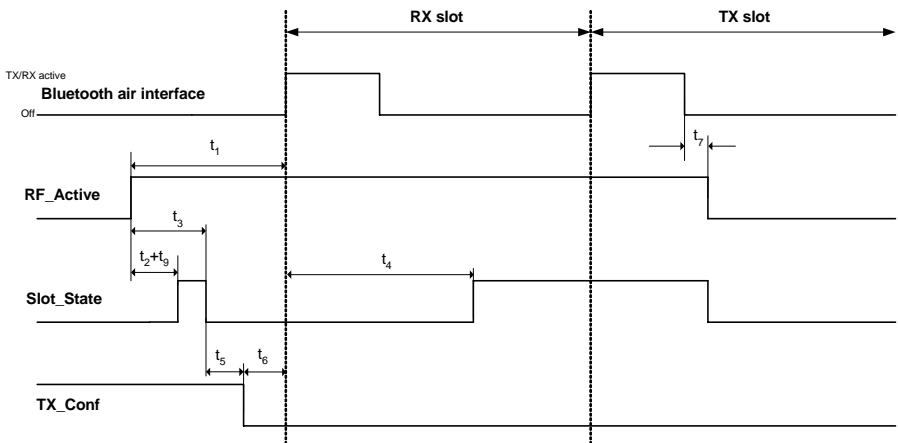 RX slot
TX slot
TX/RX active
Bluetooth air interface
Off
t7
t1
RF_Active
t3
t2+t9
t4
Slot_State
t5
t6
TX_Conf